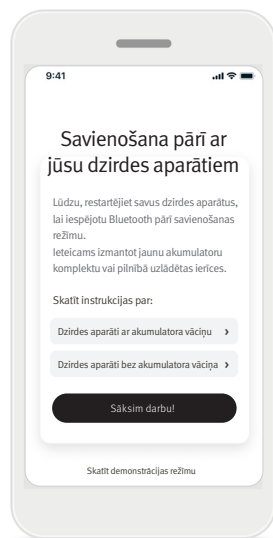 9:41
Savienošana pārī ar
jūsu dzirdes aparātiem
Lūdzu, restartējiet savus dzirdes aparātus,
lai iespējotu Bluetooth pārī savienošanas
režīmu.
Ieteicams izmantot jaunu akumulatoru
komplektu vai pilnībā uzlādētas ierīces.
Skatīt instrukcijas par:
Dzirdes aparāti ar akumulatora vāciņu
Dzirdes aparāti bez akumulatora vāciņa
Sāksim darbu!
Skatīt demonstrācijas režīmu